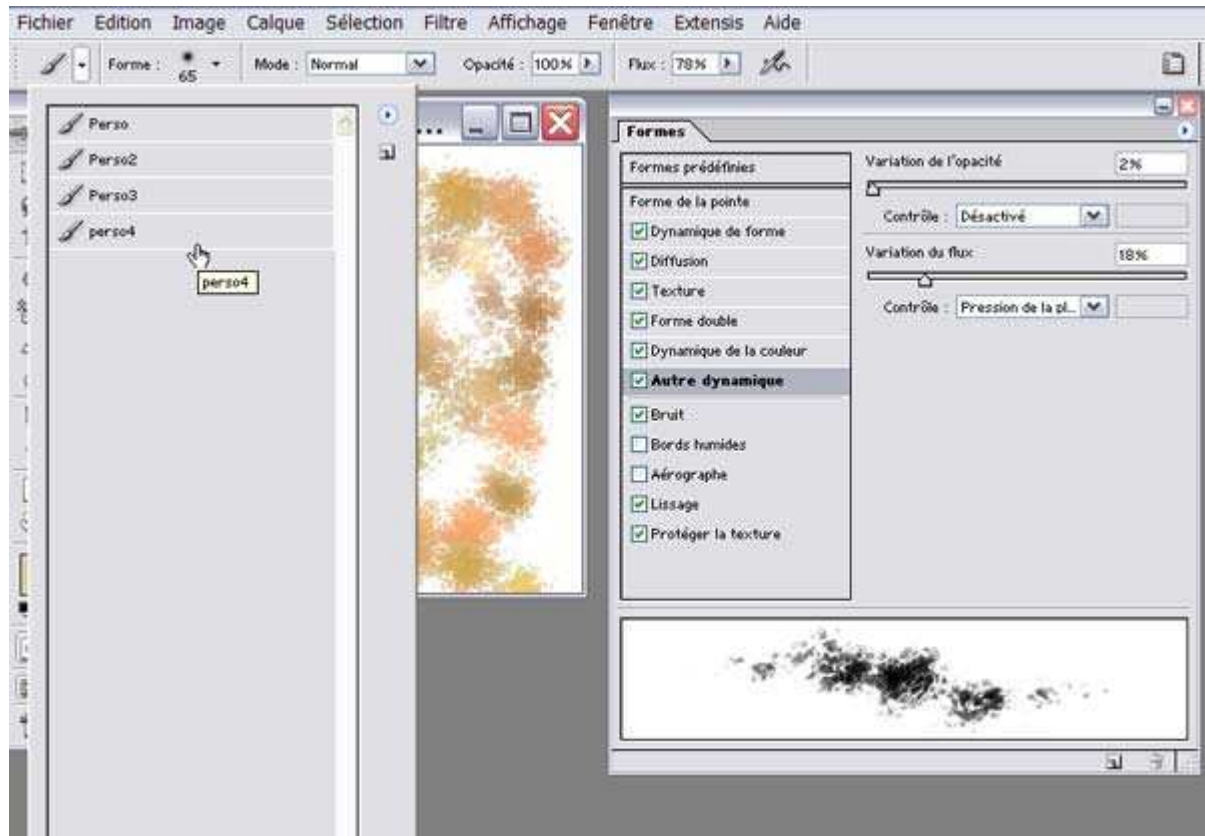 Fichier Edition Image Calque Sélection Filtre Affichage Fenêtre Extensis Aide
Forme : 65 Mode : Normal Opacité : 100% Flux : 78%
Perso
Perso2
Perso3
perso4
perso4
...
Formes
Formes prédéfinies
Forme de la pointe
Dynamique de forme
Diffusion
Texture
Forme double
Dynamique de la couleur
Autre dynamique
Bruit
Bords humides
Aérographe
Lissage
Protéger la texture
Variation de l'opacité 2%
Contrôle : Désactivé
Variation du flux 18%
Contrôle : Pression de la pl...